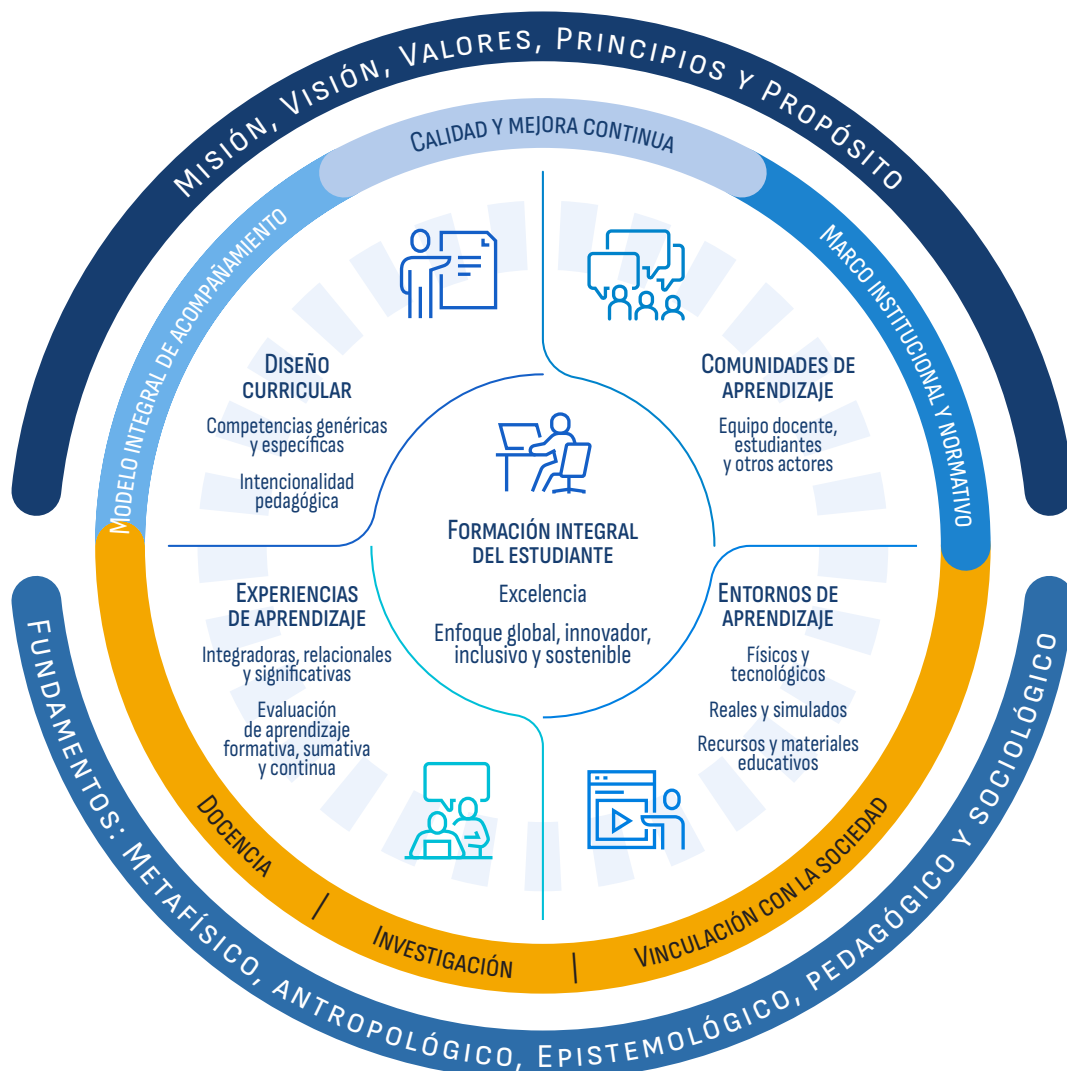 Misión, Visión, Valores, Principios y Propósito
Calidad y mejora continua
Modelo integral de acompañamiento
Marco institucional y normativo
Diseño
curricular
Competencias genéricas
y específicas
Intencionalidad
pedagógica
Comunidades de
aprendizaje
Equipo docente,
estudiantes
y otros actores
Formación integral
del estudiante
Excelencia
Enfoque global, innovador,
inclusivo y sostenible
Experiencias
de aprendizaje
Integradoras, relacionales
y significativas
Evaluación
de aprendizaje
formativa, sumativa
y continua
Entornos de
aprendizaje
Físicos y
tecnológicos
Reales y simulados
Recursos y materiales
educativos
Docencia | Investigación | Vinculación con la sociedad
Fundamentos: Metafísico, antropológico, Epistemológico, pedagógico y sociológico